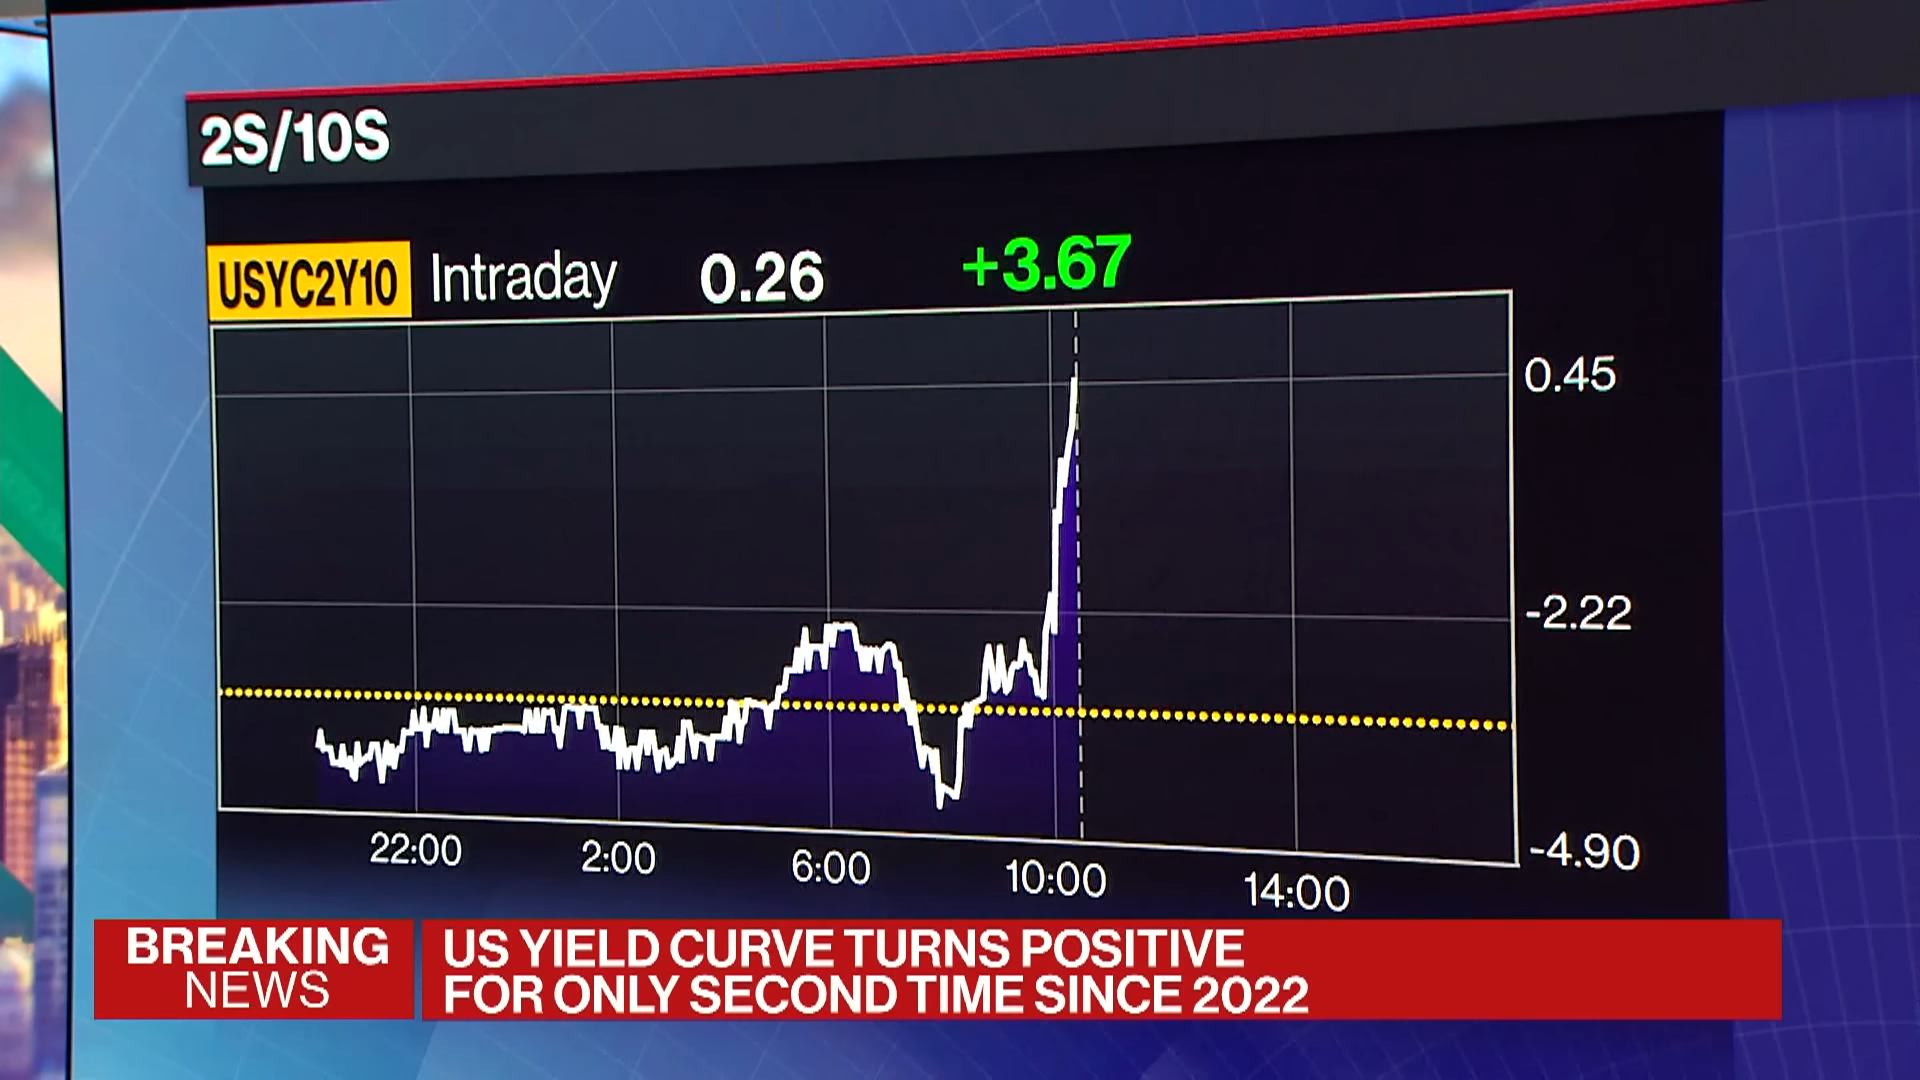 2S/10S
USYC2Y10 Intraday 0.26 +3.67
0.45
-2.22
-4.90
22:00 2:00 6:00 10:00 14:00
BREAKING
NEWS
US YIELD CURVE TURNS POSITIVE
FOR ONLY SECOND TIME SINCE 2022